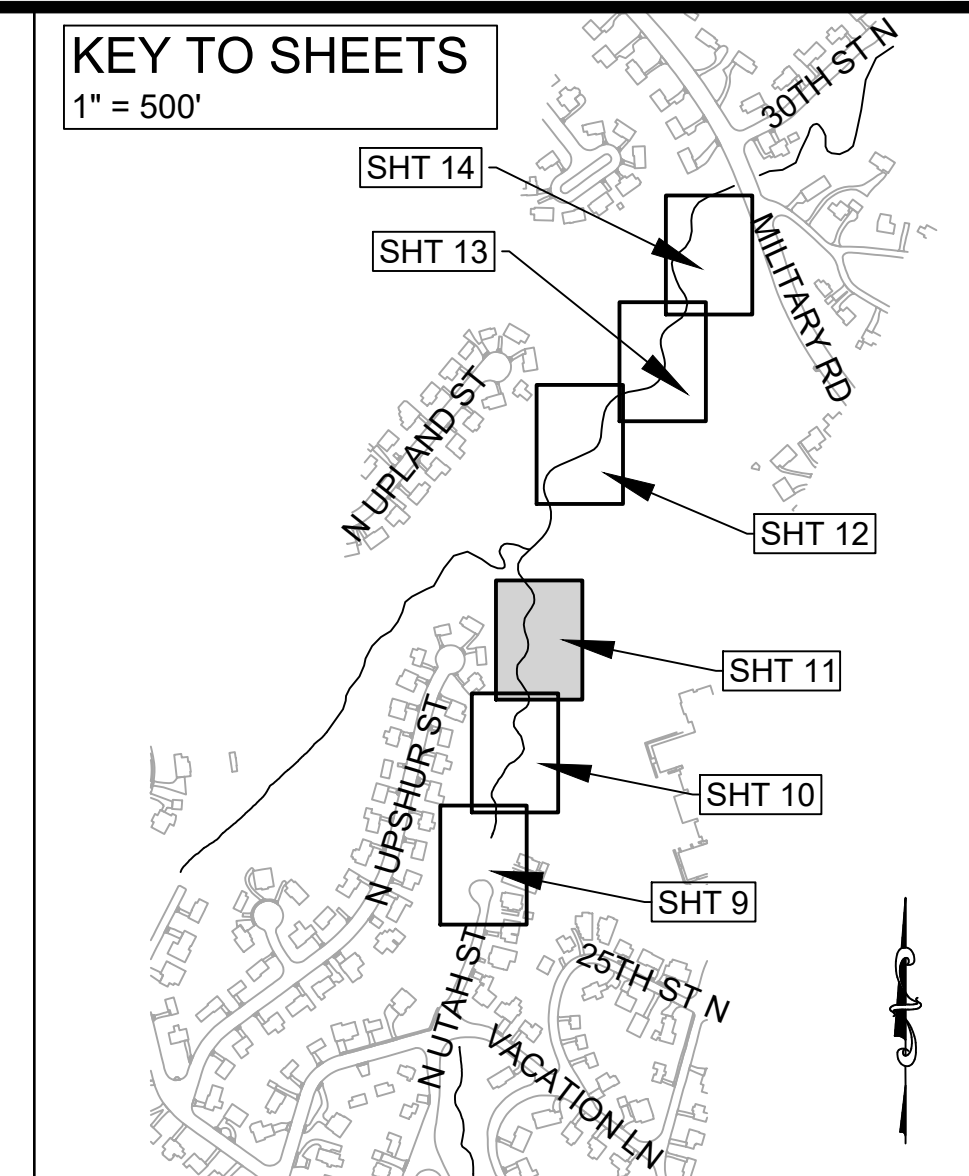 KEY TO SHEETS
1" = 500'
30TH ST N
SHT 14
SHT 13
MILITARY RD
N UPLAND ST
SHT 12
SHT 11
N UPSHUR ST
SHT 10
SHT 9
25TH ST N
N UTAH ST
VACATION LN